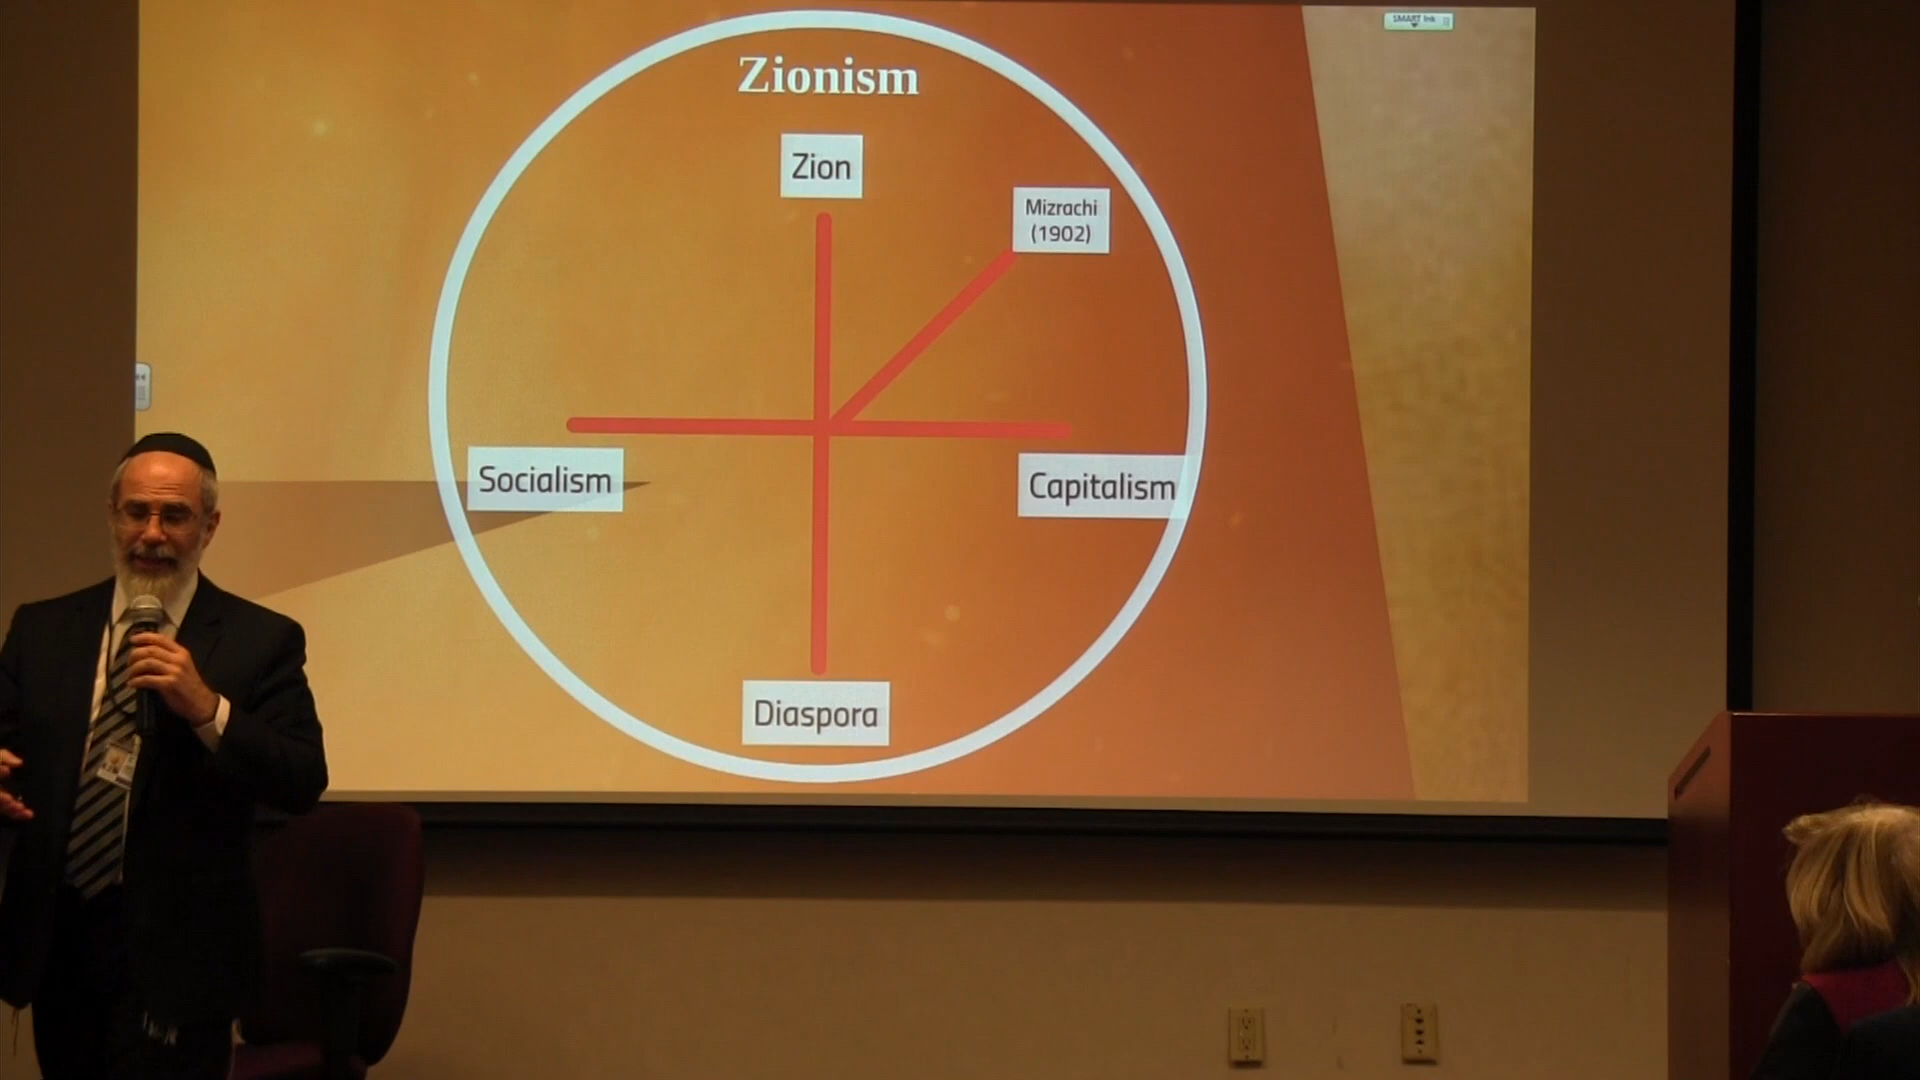 SMART Ink
Zionism
Zion
Mizrachi
(1902)
Socialism
Capitalism
Diaspora